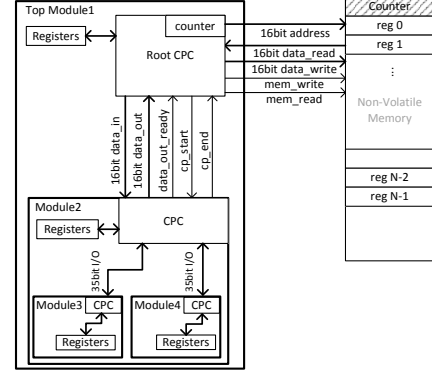 Top Module1
counter
Registers
Root CPC
16bit address
16bit data_read
16bit data_write
mem_write
mem_read
Counter
reg 0
reg 1
⋮
Non-Volatile
Memory
reg N-2
reg N-1
16bit data_in
16bit data_out
data_out_ready
cp_start
cp_end
Module2
CPC
Registers
35bit I/O
35bit I/O
Module3
CPC
Registers
Module4
CPC
Registers